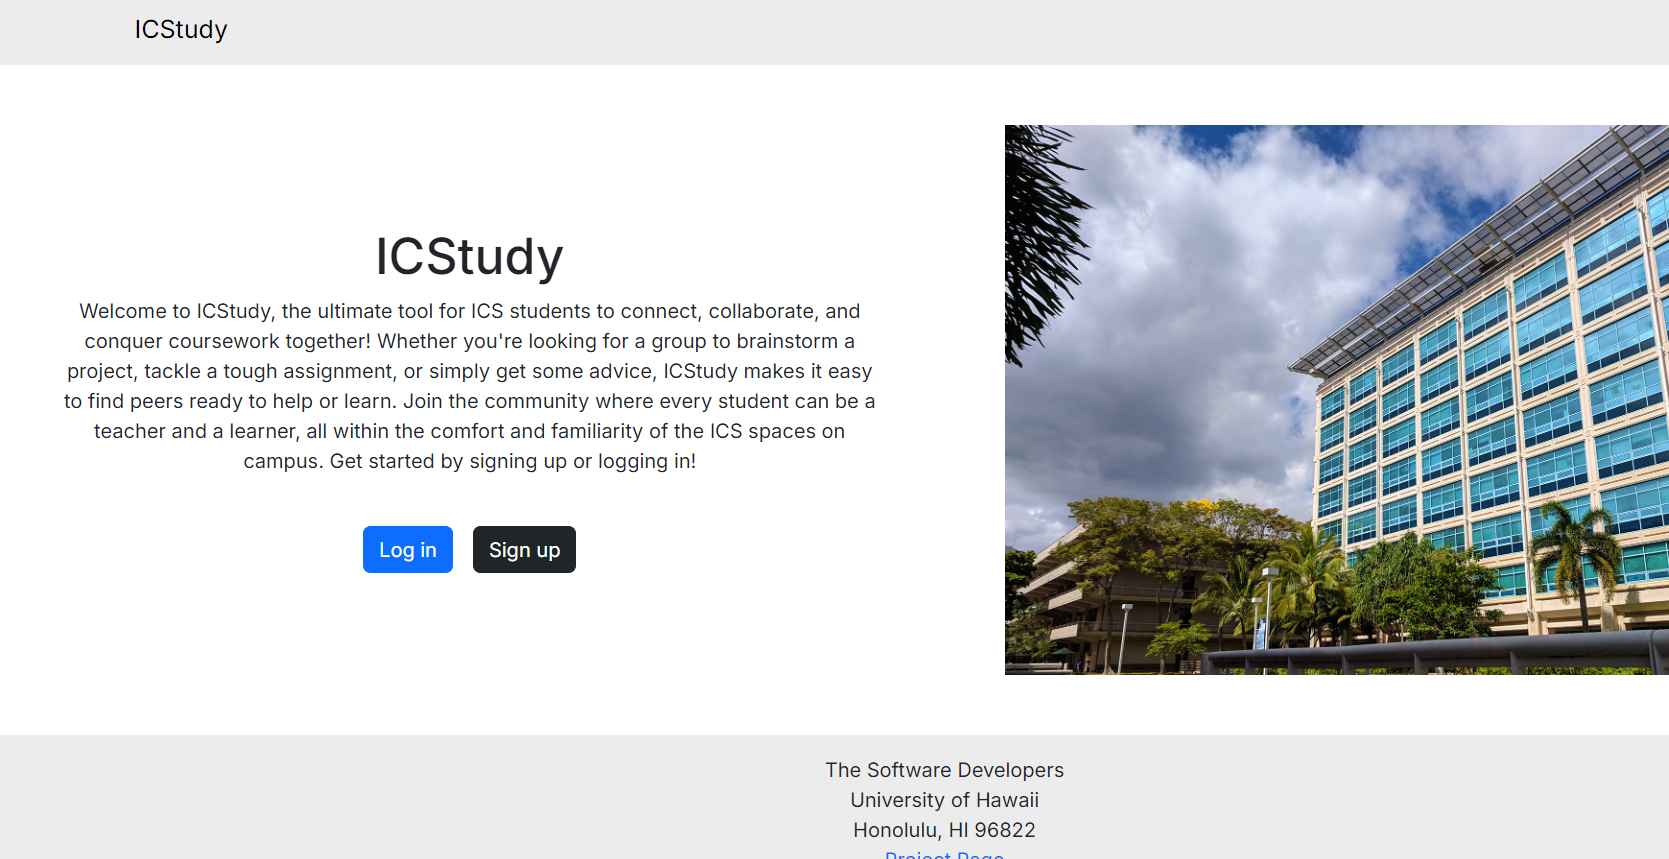 ICStudy
ICStudy
Welcome to ICStudy, the ultimate tool for ICS students to connect, collaborate, and
conquer coursework together! Whether you're looking for a group to brainstorm a
project, tackle a tough assignment, or simply get some advice, ICStudy makes it easy
to find peers ready to help or learn. Join the community where every student can be a
teacher and a learner, all within the comfort and familiarity of the ICS spaces on
campus. Get started by signing up or logging in!
Log in
Sign up
The Software Developers
University of Hawaii
Honolulu, HI 96822
Project Page